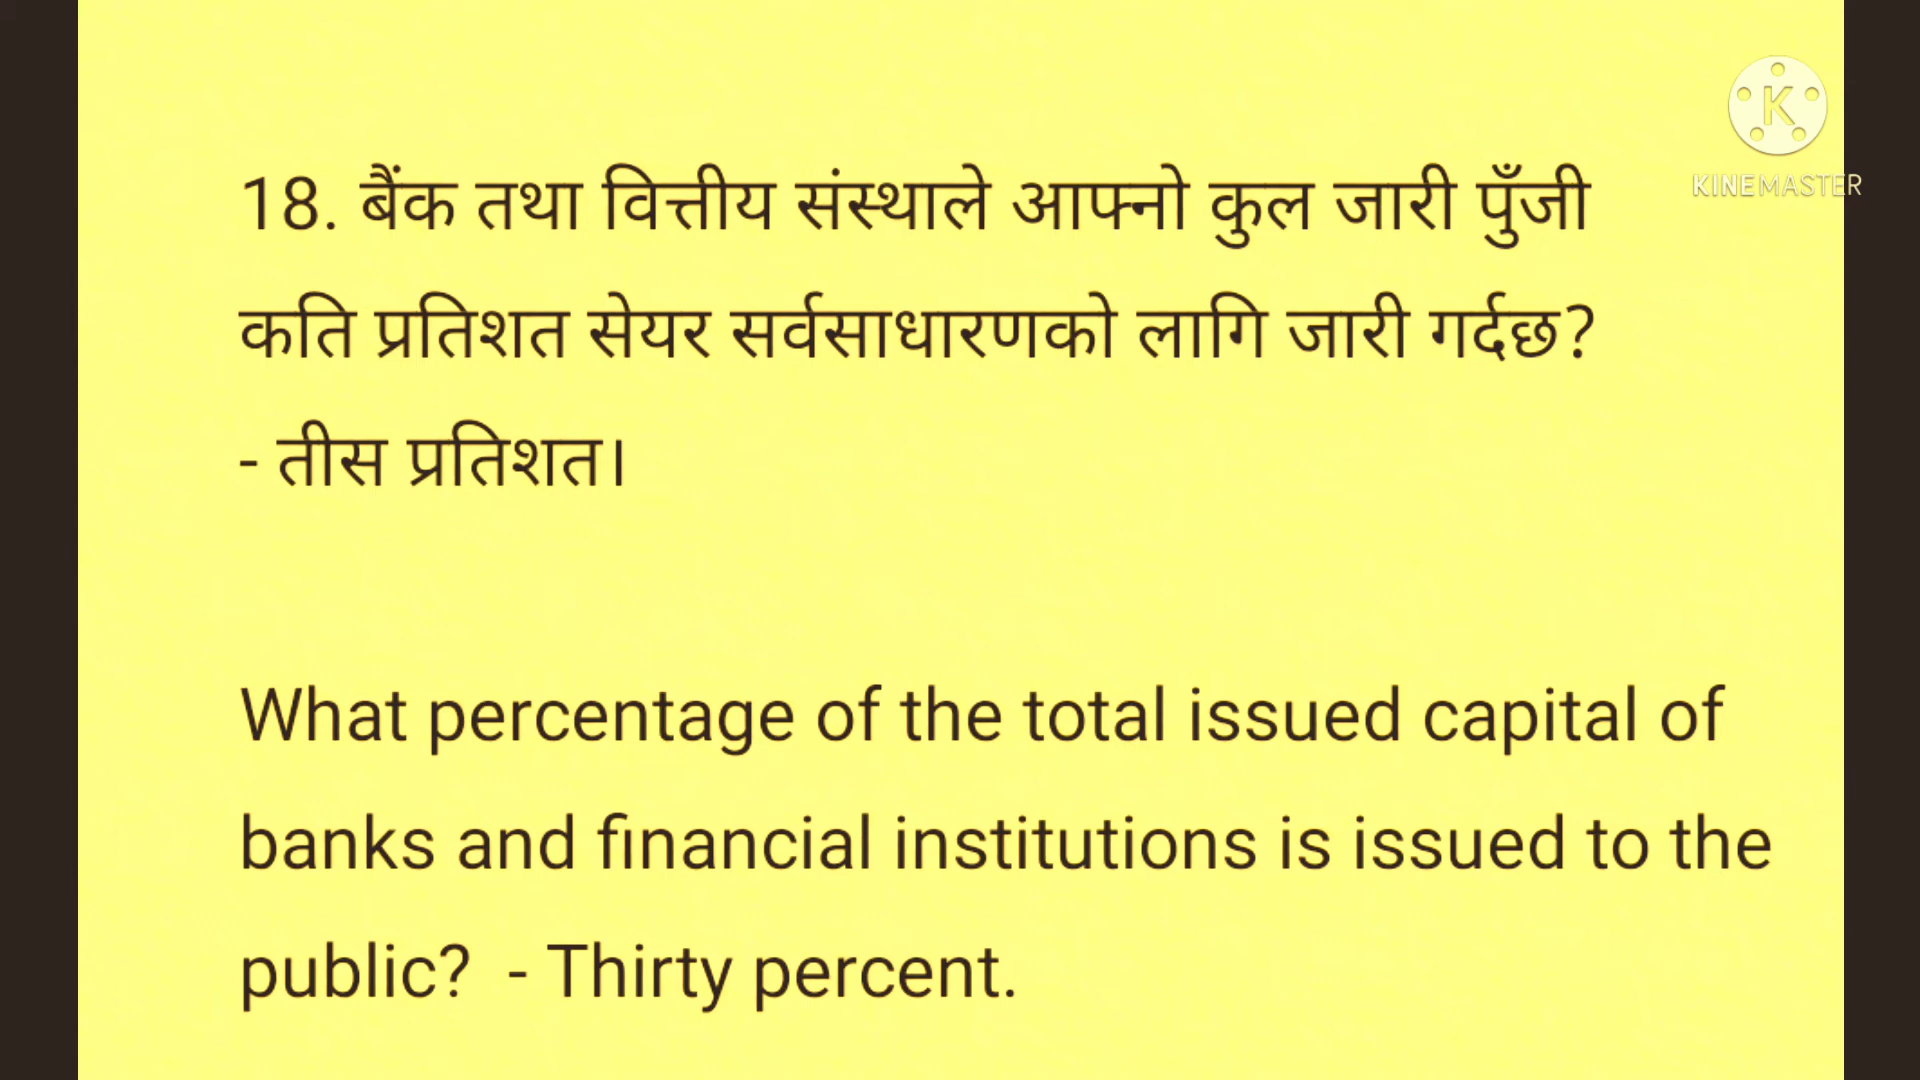 18. बैंक तथा वित्तीय संस्थाले आफ्नो कुल जारी पुँजी
कति प्रतिशत सेयर सर्वसाधारणको लागि जारी गर्दछ?
- तीस प्रतिशत।
What percentage of the total issued capital of
banks and financial institutions is issued to the
public?  - Thirty percent.
K
KINEMASTER